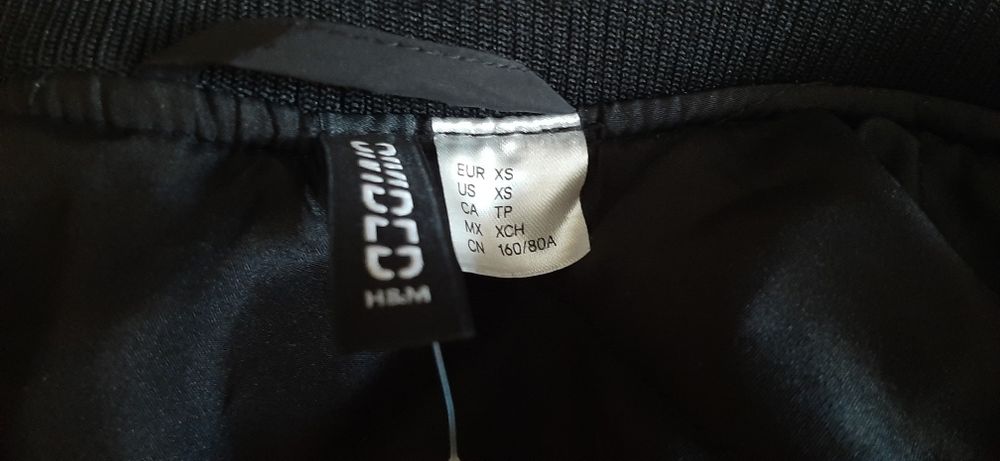 DIVIDED
H&M
EUR XS
US XS
CA TP
MX XCH
CN 160/80A